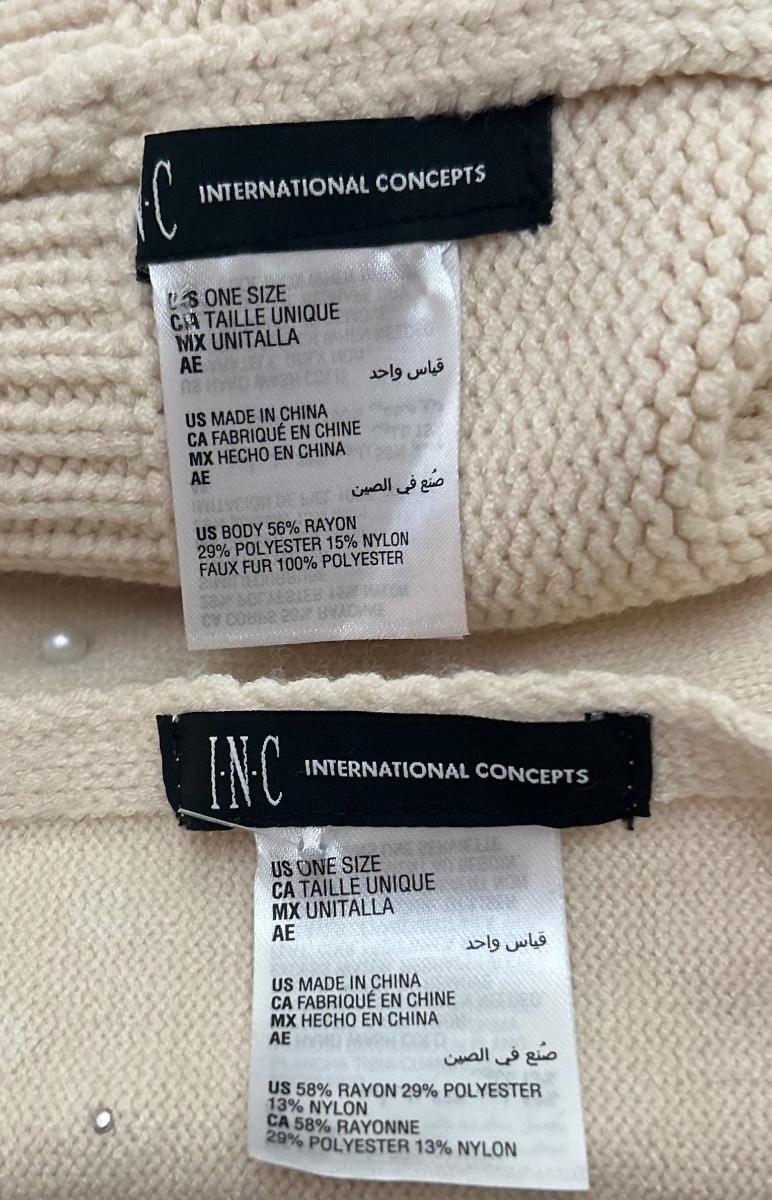 N·C INTERNATIONAL CONCEPTS
US ONE SIZE
CA TAILLE UNIQUE
MX UNITALLA
AE
قياس واحد
US MADE IN CHINA
CA FABRIQUÉ EN CHINE
MX HECHO EN CHINA
AE
صُنع في الصين
US BODY 56% RAYON
29% POLYESTER 15% NYLON
FAUX FUR 100% POLYESTER
I·N·C INTERNATIONAL CONCEPTS
US ONE SIZE
CA TAILLE UNIQUE
MX UNITALLA
AE
قياس واحد
US MADE IN CHINA
CA FABRIQUÉ EN CHINE
MX HECHO EN CHINA
AE
صُنع في الصين
US 58% RAYON 29% POLYESTER
13% NYLON
CA 58% RAYONNE
29% POLYESTER 13% NYLON